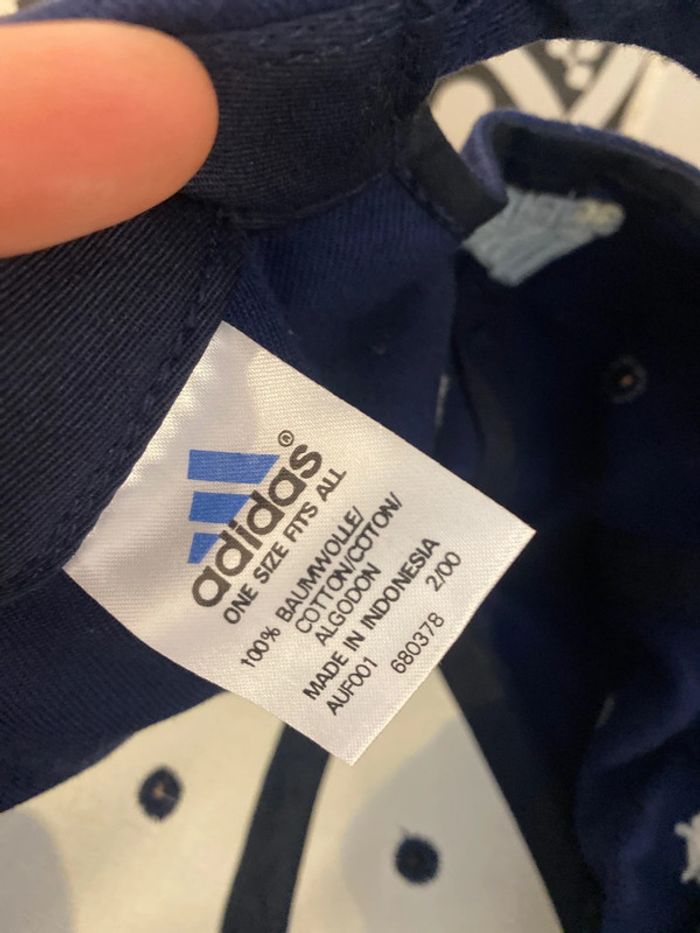 adidas®
ONE SIZE FITS ALL
100% BAUMWOLLE/
COTTON/COTON/
ALGODON
MADE IN INDONESIA
AUF001 680378 2/00